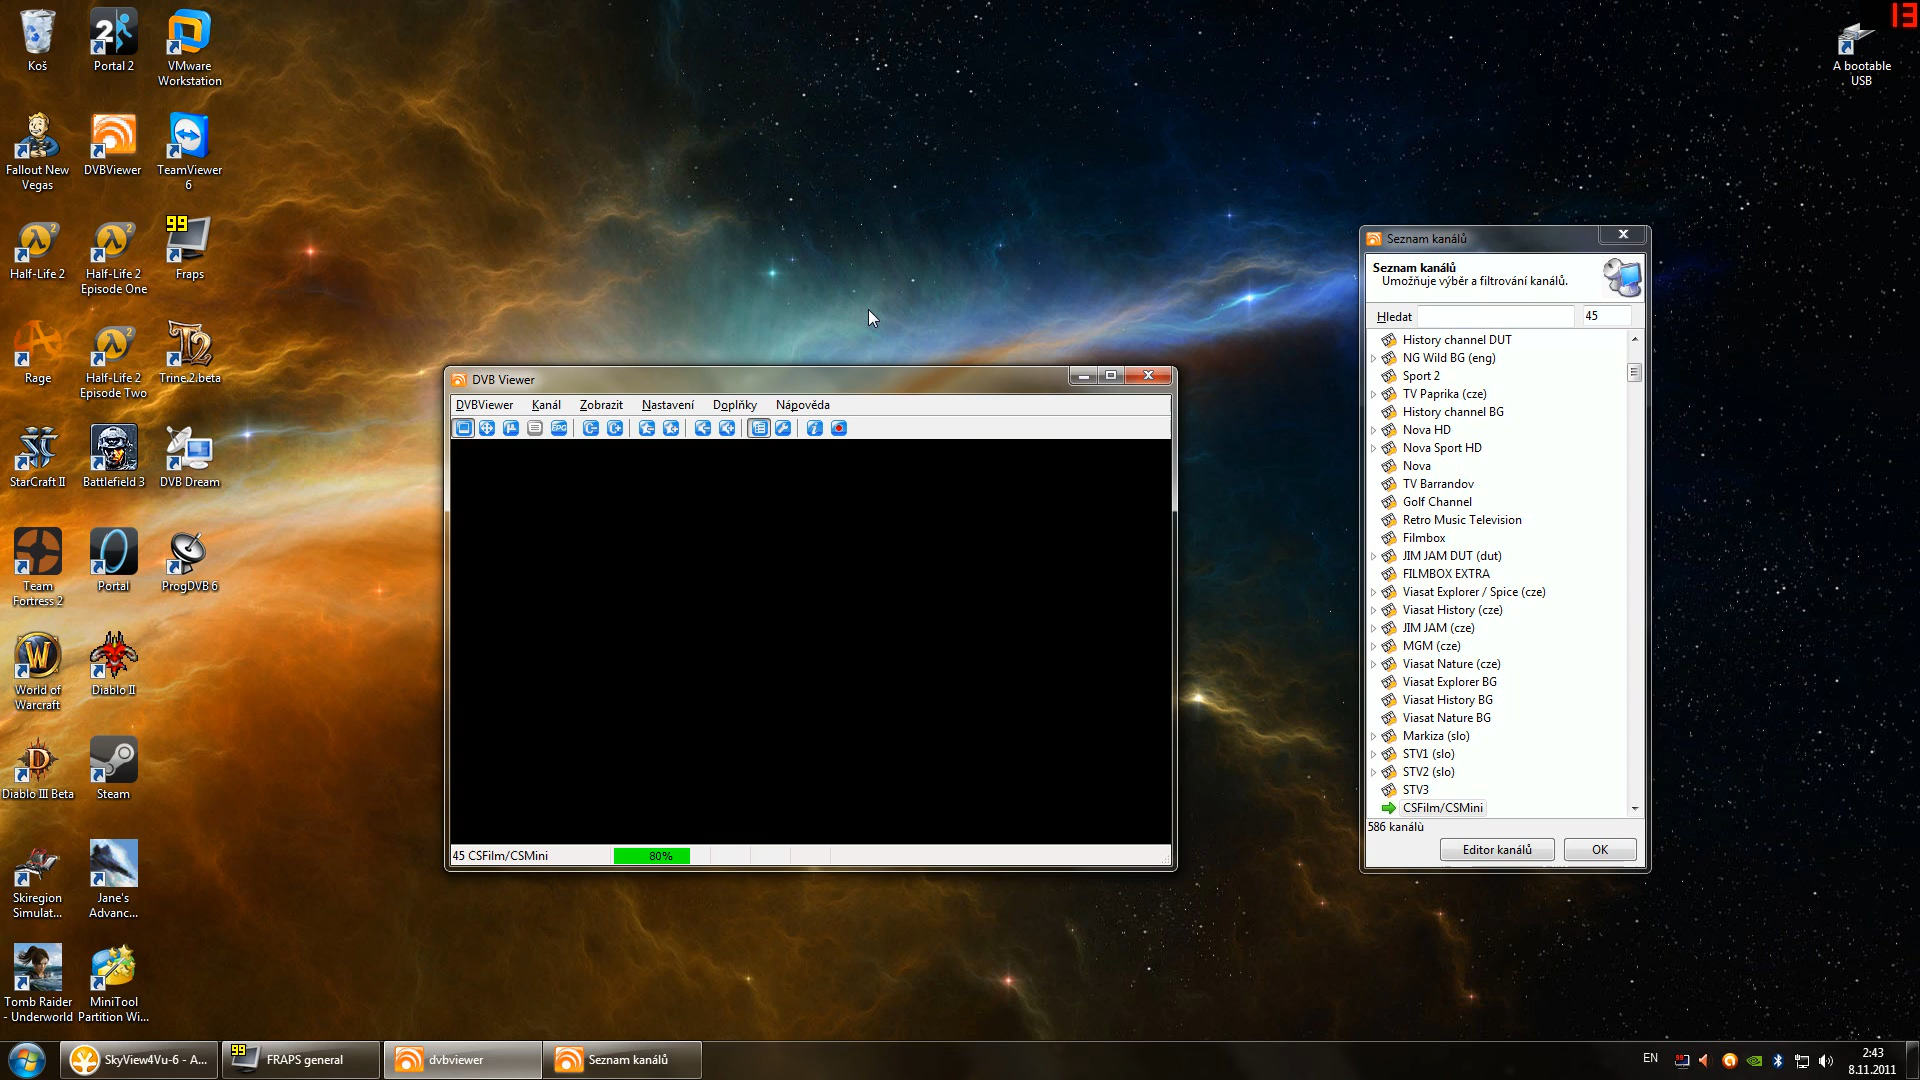 Koš
Portal 2
VMware
Workstation
Fallout New
Vegas
DVBViewer
TeamViewer
6
99
Half-Life 2
Half-Life 2
Episode One
Fraps
Rage
Half-Life 2
Episode Two
Trine 2 beta
StarCraft II
Battlefield 3
DVB Dream
Team
Fortress 2
Portal
ProgDVB 6
World of
Warcraft
Diablo II
Diablo III Beta
Steam
Skiregion
Simulat...
Jane's
Advanc...
Tomb Raider
- Underworld
MiniTool
Partition Wi...
13
A bootable
USB
DVB Viewer
DVBViewer Kanál Zobrazit Nastavení Doplňky Nápověda
EPG
45 CSFilm/CSMini 80%
Seznam kanálů
Seznam kanálů
Umožňuje výběr a filtrování kanálů.
Hledat 45
History channel DUT
NG Wild BG (eng)
Sport 2
TV Paprika (cze)
History channel BG
Nova HD
Nova Sport HD
Nova
TV Barrandov
Golf Channel
Retro Music Television
Filmbox
JIM JAM DUT (dut)
FILMBOX EXTRA
Viasat Explorer / Spice (cze)
Viasat History (cze)
JIM JAM (cze)
MGM (cze)
Viasat Nature (cze)
Viasat Explorer BG
Viasat History BG
Viasat Nature BG
Markiza (slo)
STV1 (slo)
STV2 (slo)
STV3
CSFilm/CSMini
586 kanálů
Editor kanálů OK
SkyView4Vu-6 - A...
99 FRAPS general
dvbviewer
Seznam kanálů
EN
2:43
8.11.2011